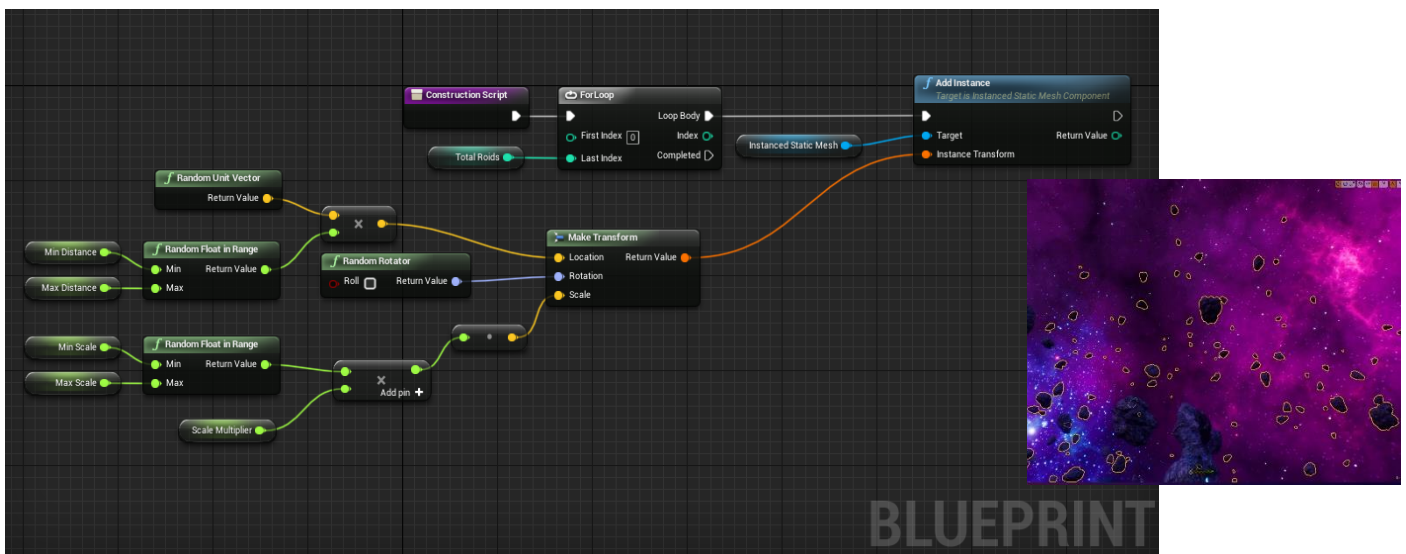 Construction Script
ForLoop
Loop Body
First Index 0
Index
Last Index
Completed
Total Roids
Add Instance
Target is Instanced Static Mesh Component
Target
Return Value
Instance Transform
Instanced Static Mesh
Random Unit Vector
Return Value
×
Min Distance
Max Distance
Random Float in Range
Min
Return Value
Max
Random Rotator
Roll
Return Value
Make Transform
Location
Return Value
Rotation
Scale
Min Scale
Max Scale
Random Float in Range
Min
Return Value
Max
×
Add pin +
Scale Multiplier
BLUEPRINT